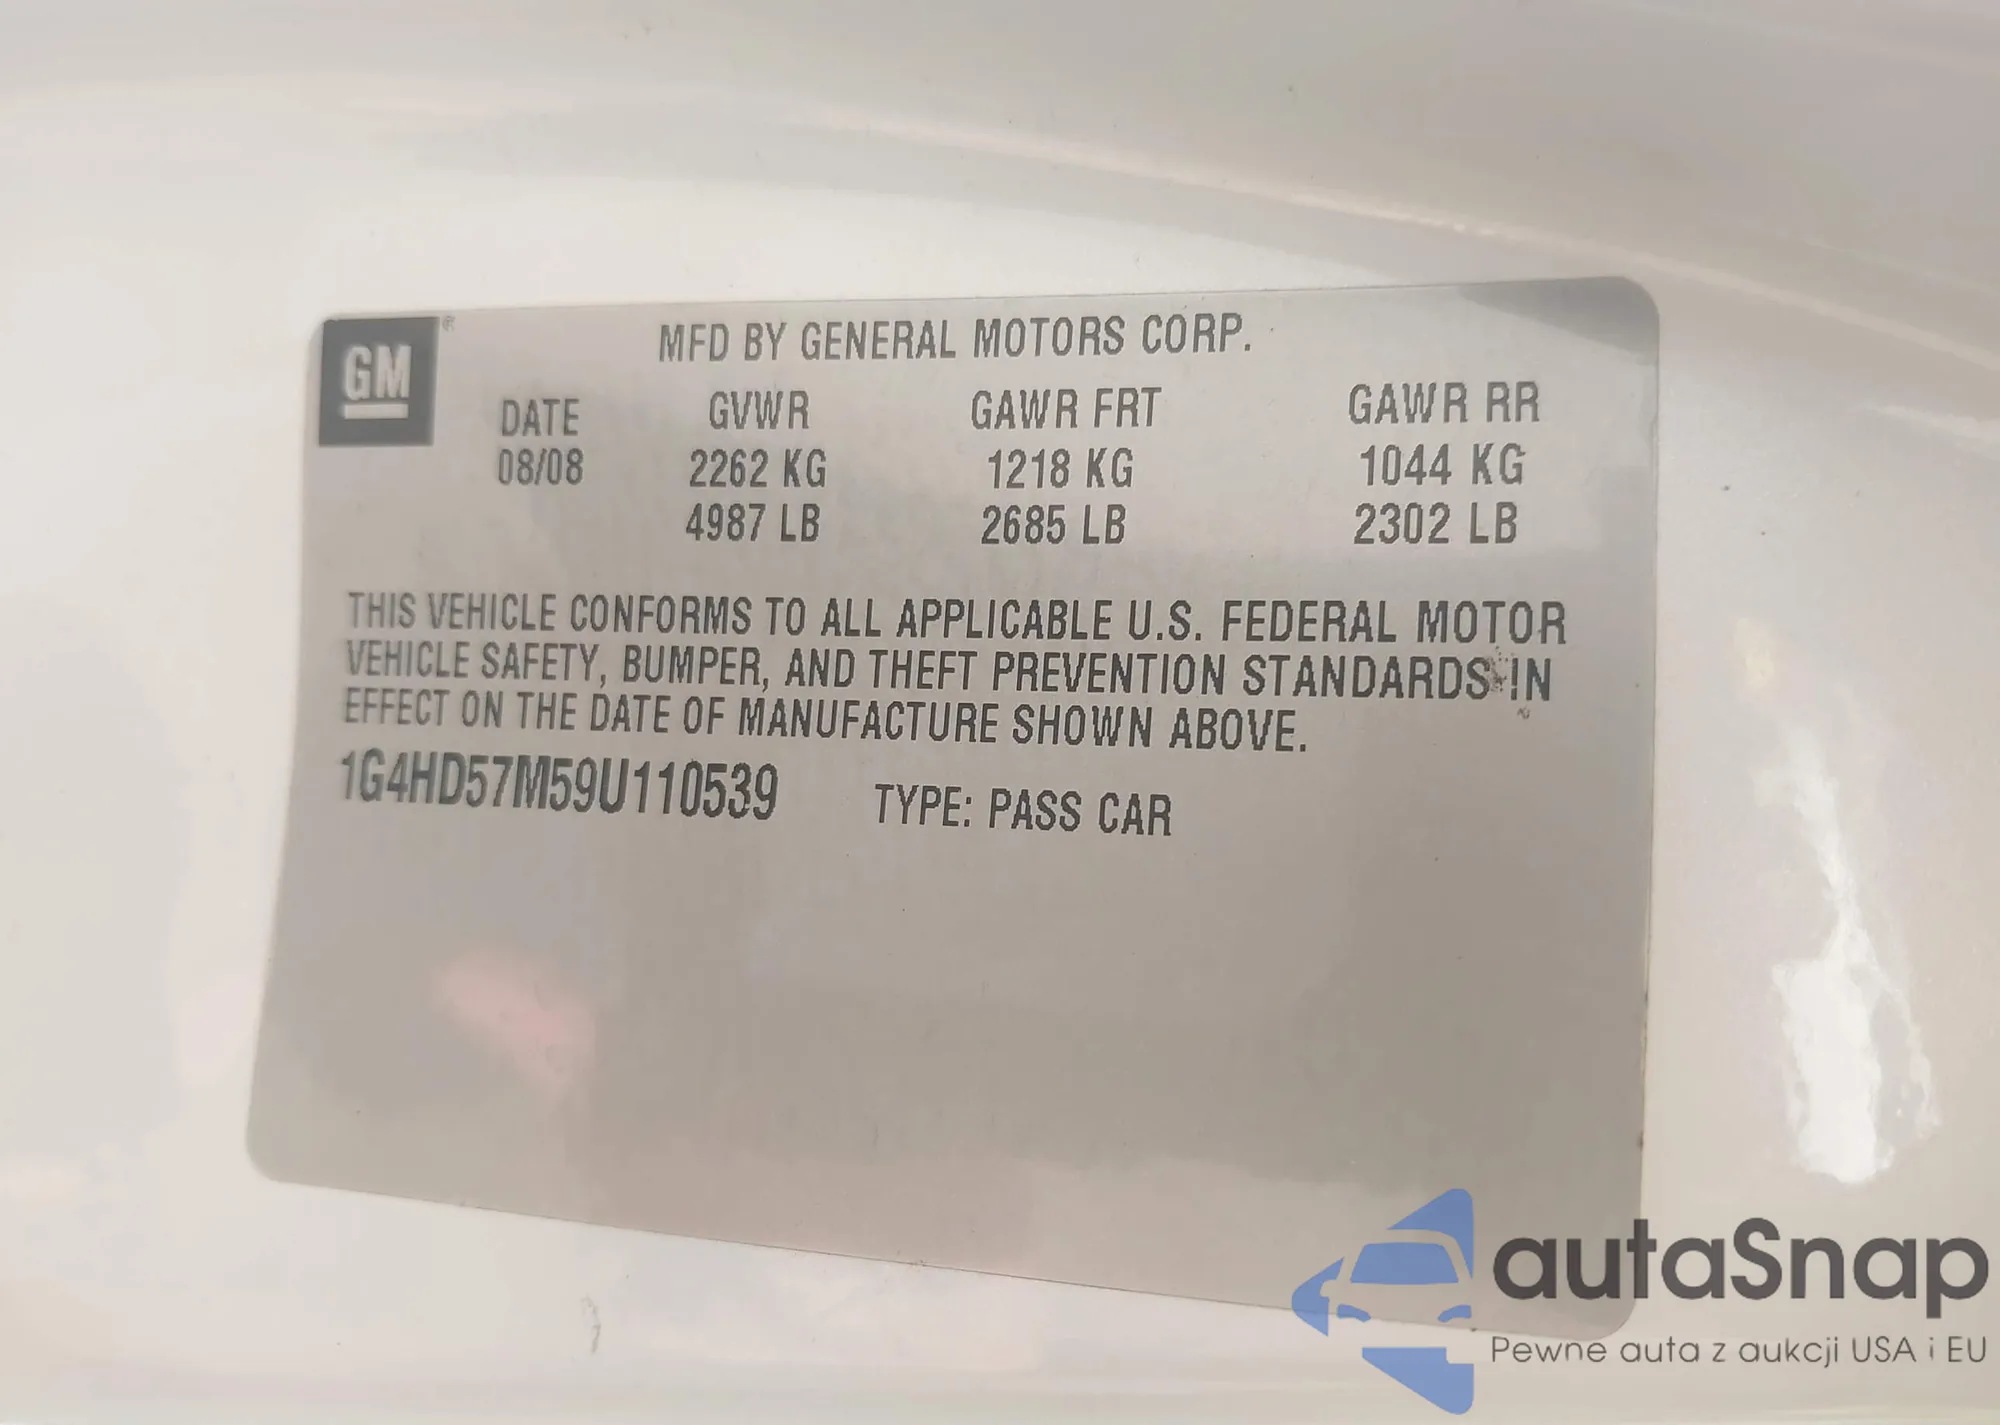 GM ®
MFD BY GENERAL MOTORS CORP.
DATE GVWR GAWR FRT GAWR RR
08/08 2262 KG 1218 KG 1044 KG
4987 LB 2685 LB 2302 LB
THIS VEHICLE CONFORMS TO ALL APPLICABLE U.S. FEDERAL MOTOR
VEHICLE SAFETY, BUMPER, AND THEFT PREVENTION STANDARDS IN
EFFECT ON THE DATE OF MANUFACTURE SHOWN ABOVE.
1G4HD57M59U110539 TYPE: PASS CAR
autaSnap
Pewne auta z aukcji USA i EU